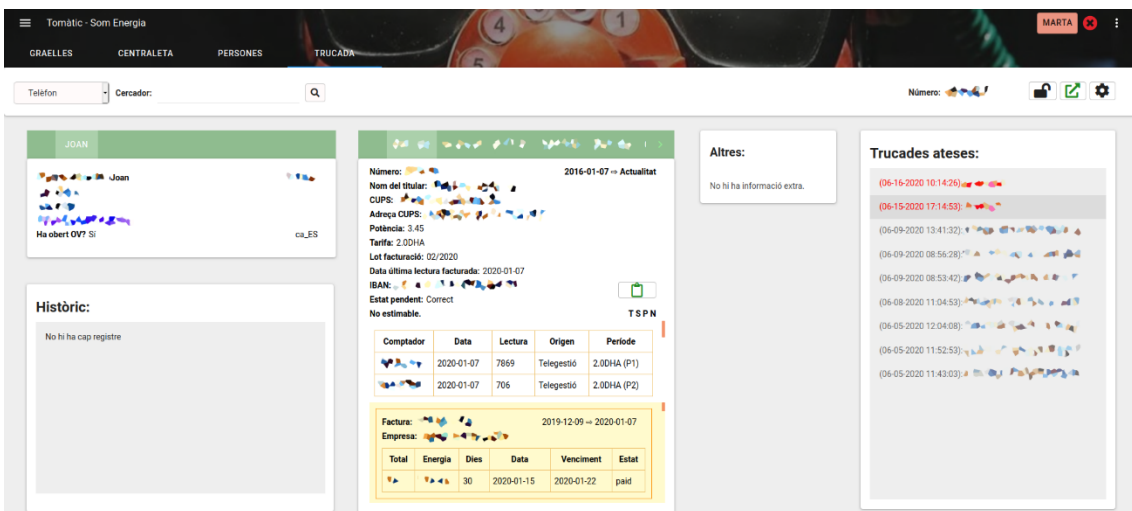 Tomàtic - Som Energia
MARTA
GRAELLES CENTRALETA PERSONES TRUCADA
4 1 5
Telèfon Cercador: Número:
JOAN
Joan
Ha obert OV? Sí ca_ES
Històric:
No hi ha cap registre
Número: 2016-01-07 ⇨ Actualitat
Nom del titular:
CUPS:
Adreça CUPS:
Potència: 3.45
Tarifa: 2.0DHA
Lot facturació: 02/2020
Data última lectura facturada: 2020-01-07
IBAN:
Estat pendent: Correct
No estimable. T S P N
Comptador Data Lectura Origen Període
2020-01-07 7869 Telegestió 2.0DHA (P1)
2020-01-07 706 Telegestió 2.0DHA (P2)
Factura: 2019-12-09 ⇨ 2020-01-07
Empresa:
Total Energia Dies Data Venciment Estat
30 2020-01-15 2020-01-22 paid
Altres:
No hi ha informació extra.
Trucades ateses:
(06-16-2020 10:14:26)
(06-15-2020 17:14:53):
(06-09-2020 13:41:32):
(06-09-2020 08:56:28):
(06-09-2020 08:53:42):
(06-08-2020 11:04:53):
(06-05-2020 12:04:08):
(06-05-2020 11:52:53):
(06-05-2020 11:43:03):